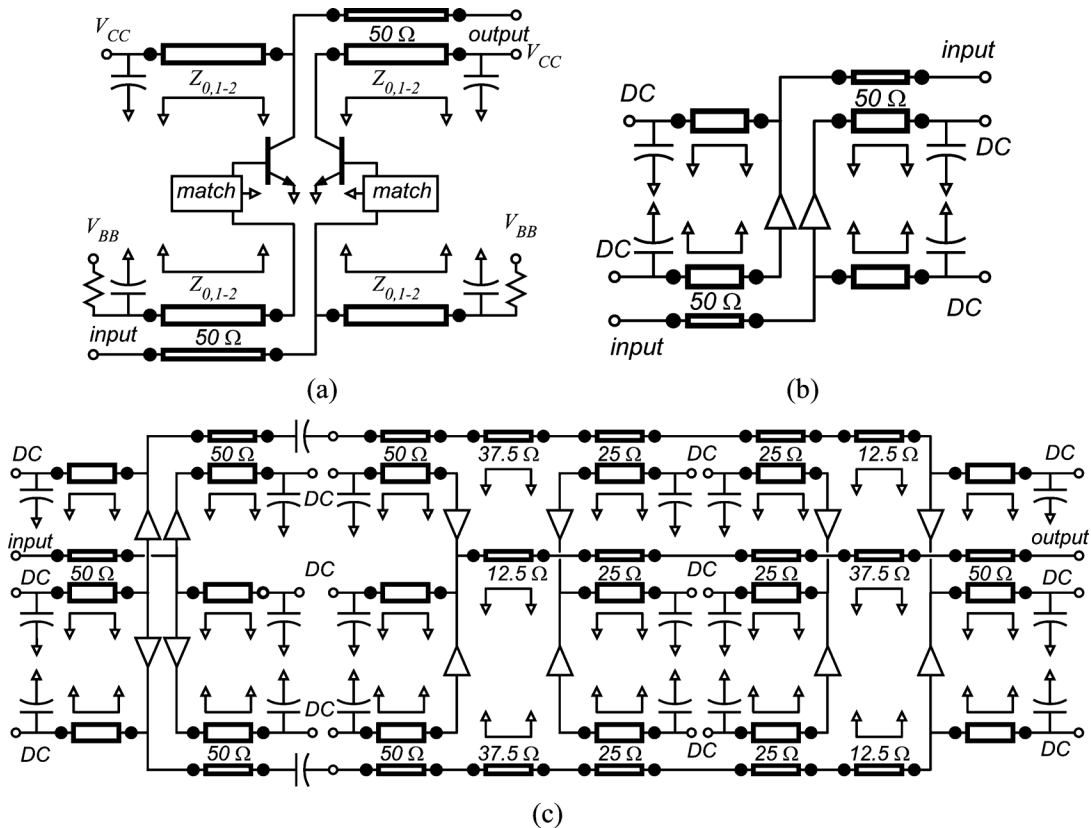 V_CC
50 Ω
output
V_CC
Z_0,1-2
Z_0,1-2
match
match
V_BB
V_BB
Z_0,1-2
Z_0,1-2
input
50 Ω
(a)
input
DC
50 Ω
DC
DC
50 Ω
DC
input
(b)
50 Ω
50 Ω
37.5 Ω
25 Ω
25 Ω
12.5 Ω
DC
DC
DC
DC
DC
input
output
50 Ω
12.5 Ω
25 Ω
25 Ω
37.5 Ω
50 Ω
DC
DC
DC
DC
DC
DC
DC
DC
50 Ω
50 Ω
37.5 Ω
25 Ω
25 Ω
12.5 Ω
(c)